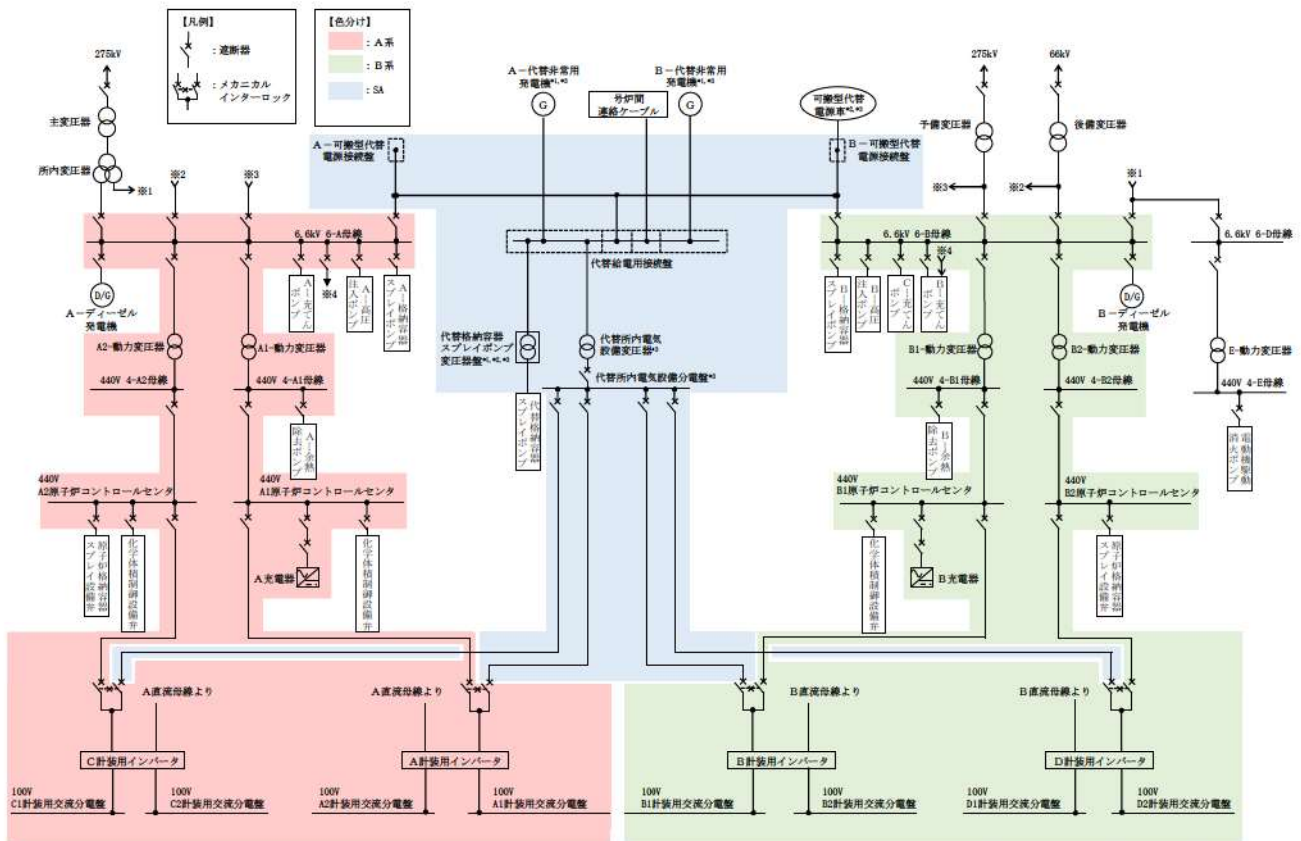 【凡例】
：遮断器
：メカニカル
インターロック
【色分け】
：A系
：B系
：SA
275kV
主変圧器
所内変圧器
※1
※2
※3
A－代替非常用
発電機*1,*3
号炉間
連絡ケーブル
B－代替非常用
発電機*1,*3
可搬型代替
電源車*2,*3
A－可搬型代替
電源接続盤
B－可搬型代替
電源接続盤
275kV
66kV
予備変圧器
後備変圧器
※3
※2
※1
6.6kV 6-A母線
代替給電用接続盤
6.6kV 6-B母線
6.6kV 6-D母線
D/G
A－ディーゼル
発電機
A－充てん
ポンプ
※4
A－高圧
注入ポンプ
A－格納容器
スプレイポンプ
G
G
B－格納容器
スプレイポンプ
B－高圧
注入ポンプ
C－充てん
ポンプ
※4
B－充てん
ポンプ
D/G
B－ディーゼル
発電機
A2-動力変圧器
A1-動力変圧器
代替格納容器
スプレイポンプ
変圧器盤*1,*2,*3
代替所内電気
設備変圧器*3
B1-動力変圧器
B2-動力変圧器
E-動力変圧器
440V 4-A2母線
440V 4-A1母線
代替所内電気設備分電盤*3
440V 4-B1母線
440V 4-B2母線
440V 4-E母線
A－余熱
除去ポンプ
代替格納容器
スプレイポンプ
B－余熱
除去ポンプ
電動機駆動
消火ポンプ
440V
A2原子炉コントロールセンタ
440V
A1原子炉コントロールセンタ
440V
B1原子炉コントロールセンタ
440V
B2原子炉コントロールセンタ
原子炉格納容器
スプレイ設備弁
化学体積制御設備弁
A充電器
化学体積制御設備弁
化学体積制御設備弁
B充電器
原子炉格納容器
スプレイ設備弁
A直流母線より
A直流母線より
B直流母線より
B直流母線より
C計装用インバータ
A計装用インバータ
B計装用インバータ
D計装用インバータ
100V
C1計装用交流分電盤
100V
C2計装用交流分電盤
100V
A2計装用交流分電盤
100V
A1計装用交流分電盤
100V
B1計装用交流分電盤
100V
B2計装用交流分電盤
100V
D1計装用交流分電盤
100V
D2計装用交流分電盤